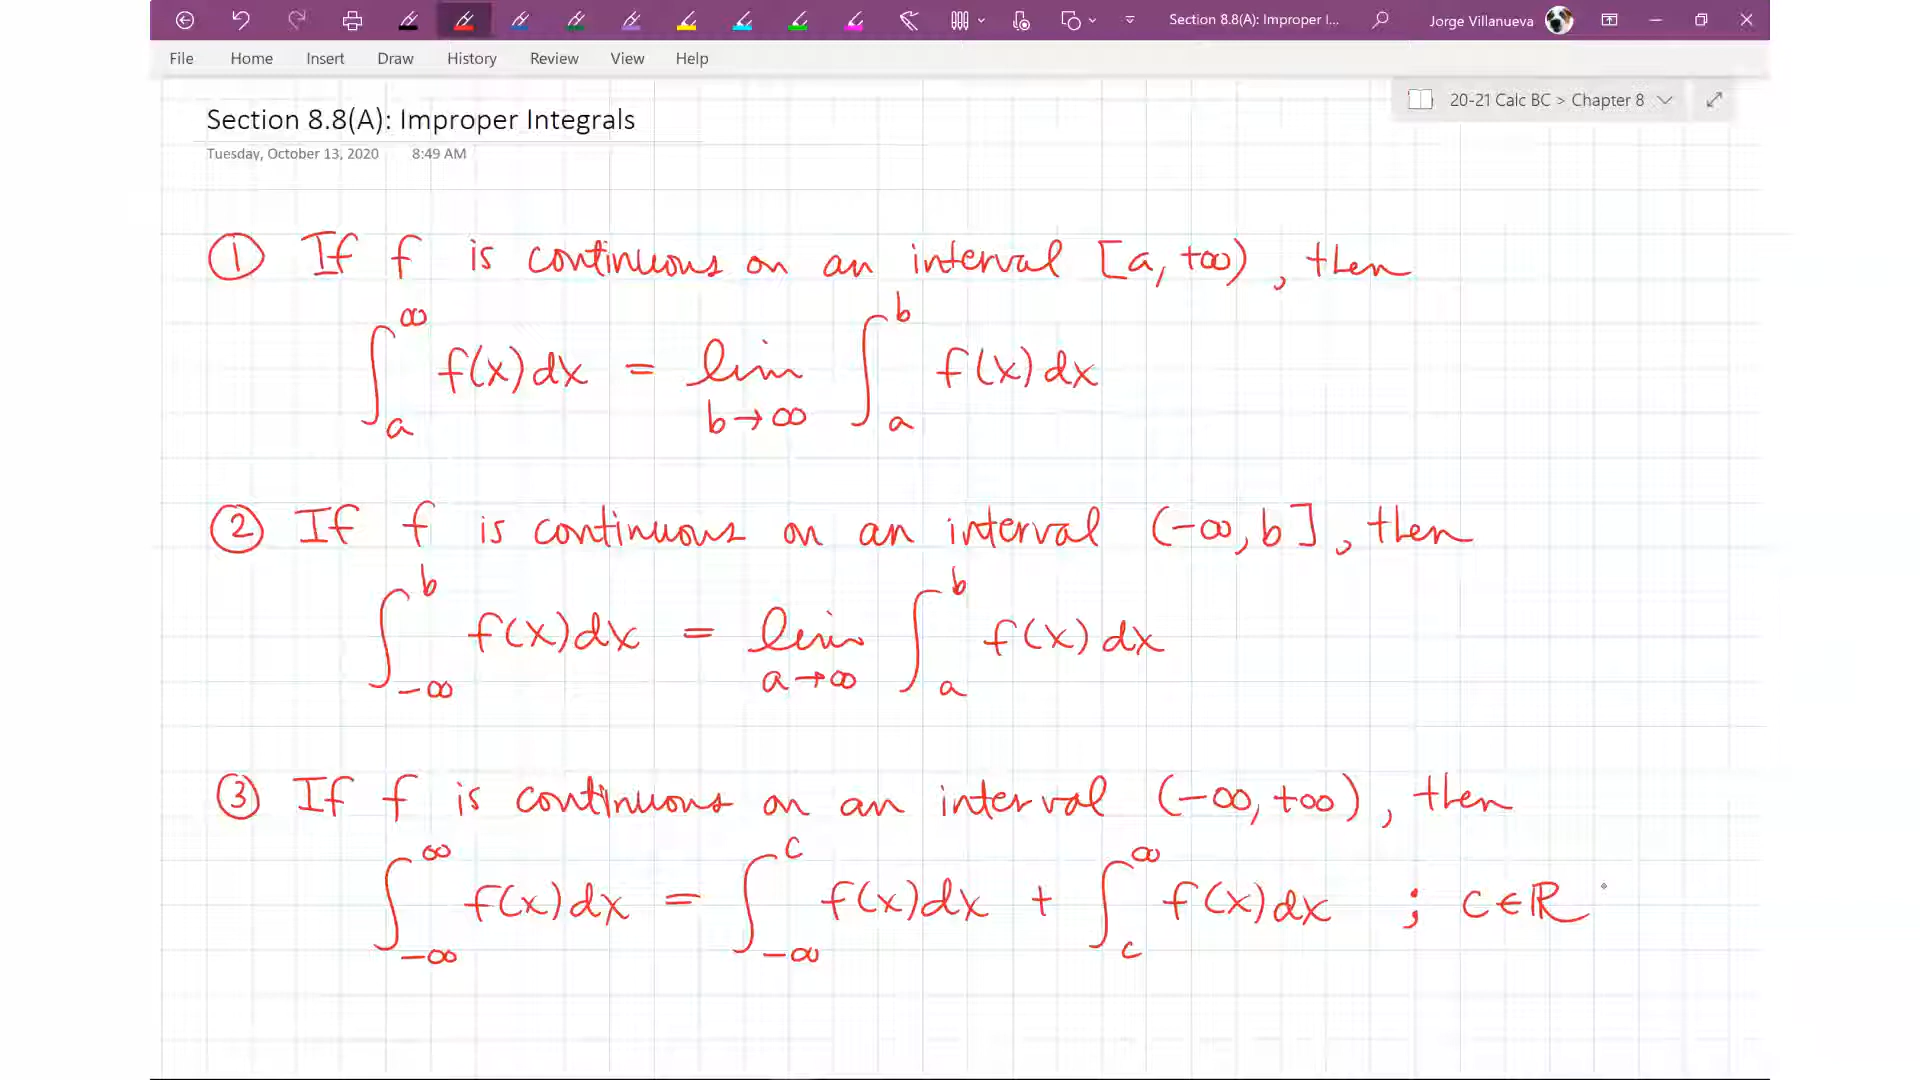 Section 8.8(A): Improper I... Jorge Villanueva
File Home Insert Draw History Review View Help
20-21 Calc BC > Chapter 8
Section 8.8(A): Improper Integrals
Tuesday, October 13, 2020 8:49 AM
① If f is continuous on an interval [a, +∞), then
∫_a^∞ f(x)dx = lim_{b→∞} ∫_a^b f(x)dx
② If f is continuous on an interval (-∞, b], then
∫_{-∞}^b f(x)dx = lim_{a→∞} ∫_a^b f(x)dx
③ If f is continuous on an interval (-∞, +∞), then
∫_{-∞}^∞ f(x)dx = ∫_{-∞}^c f(x)dx + ∫_c^∞ f(x)dx ; c∈ℝ